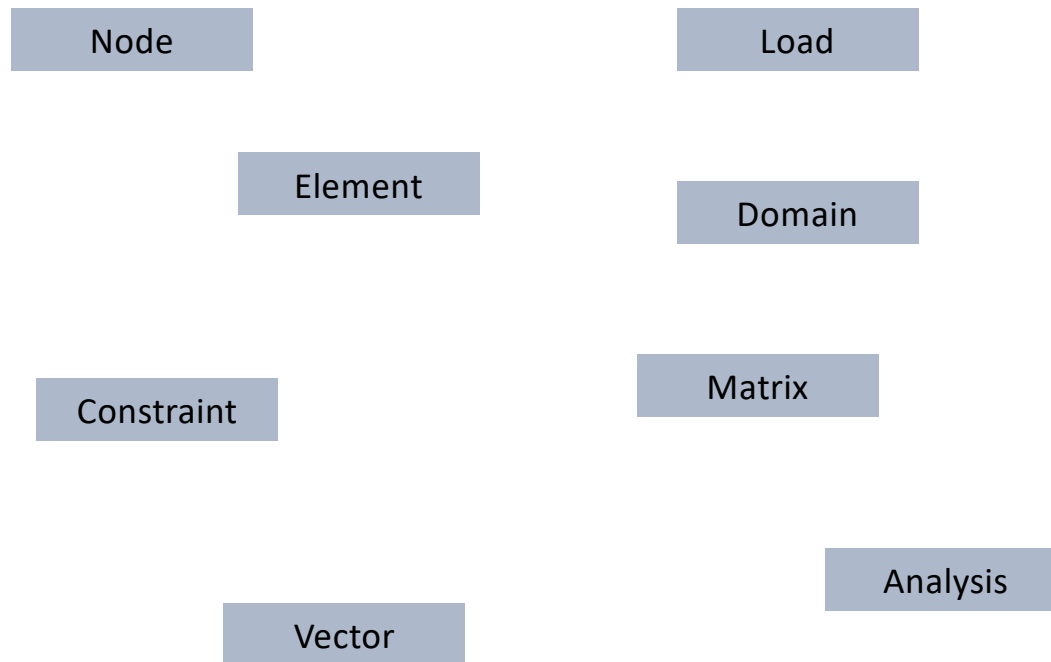 Node
Load
Element
Domain
Matrix
Constraint
Analysis
Vector